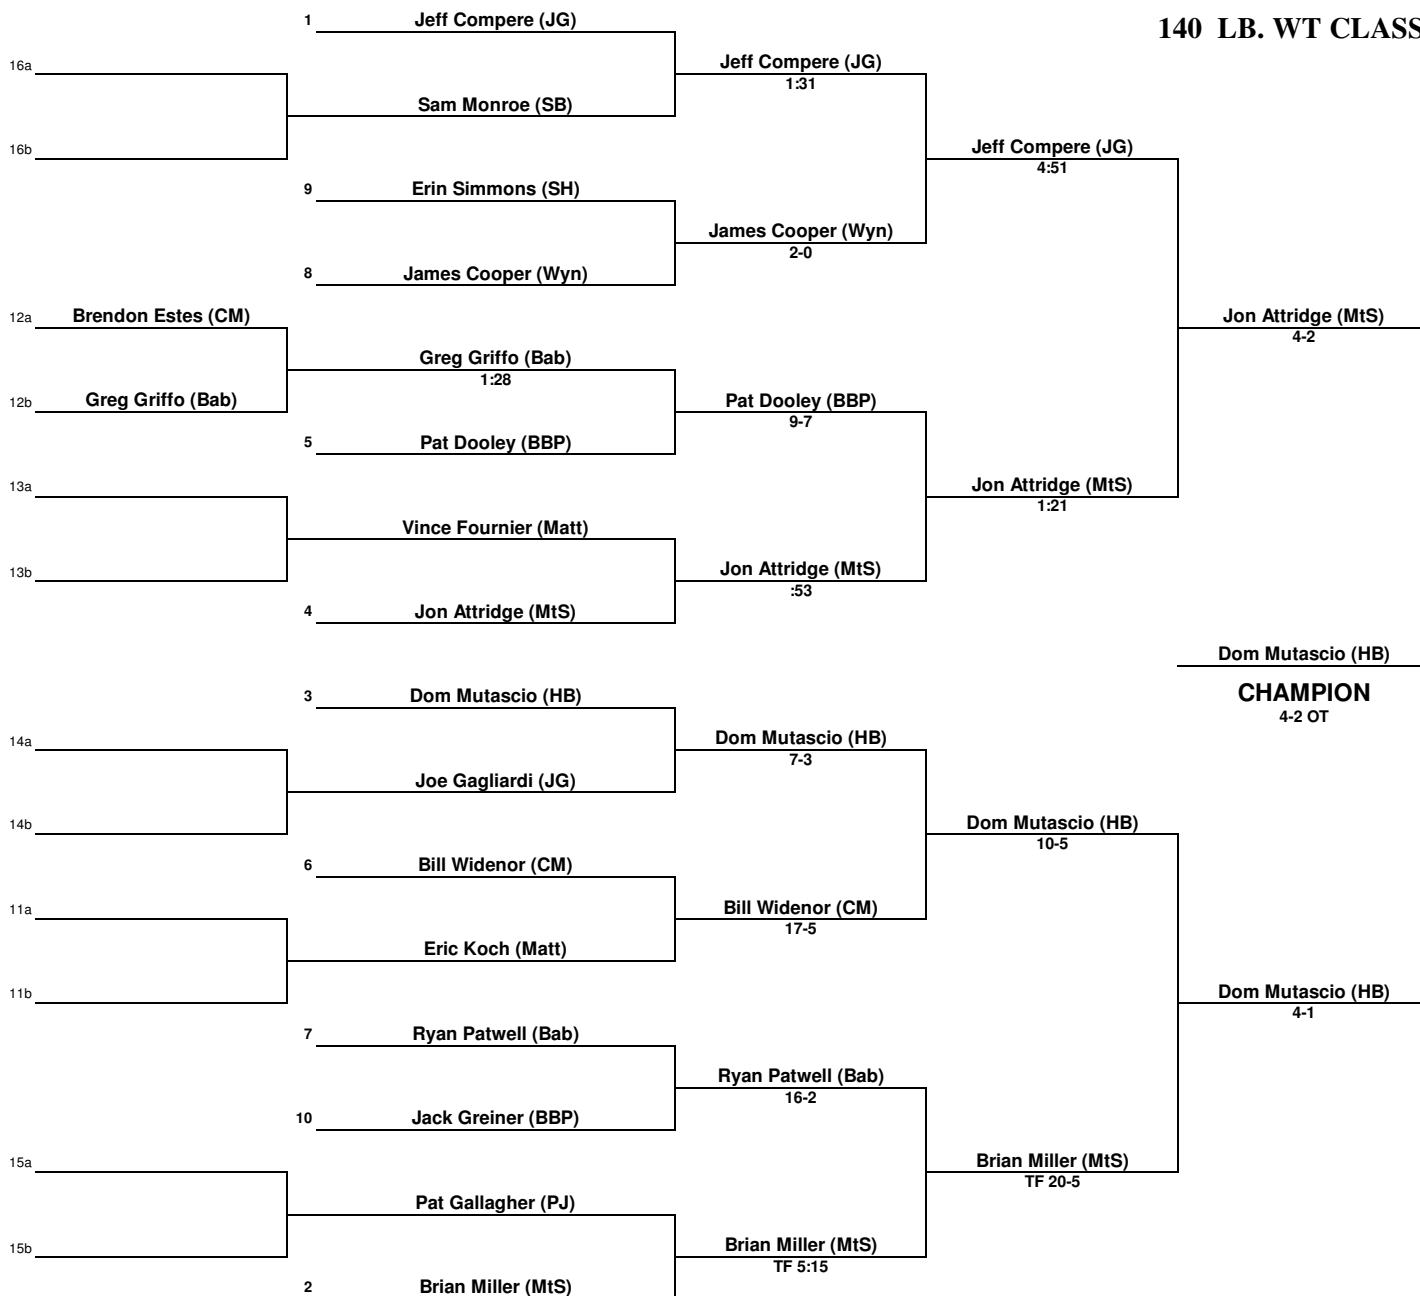 140 LB. WT CLASS
1 Jeff Compere (JG)
16a
Jeff Compere (JG)
1:31
Sam Monroe (SB)
16b
Jeff Compere (JG)
4:51
9 Erin Simmons (SH)
James Cooper (Wyn)
2-0
8 James Cooper (Wyn)
12a Brendon Estes (CM)
Jon Attridge (MtS)
4-2
Greg Griffo (Bab)
1:28
12b Greg Griffo (Bab)
Pat Dooley (BBP)
9-7
5 Pat Dooley (BBP)
13a
Jon Attridge (MtS)
1:21
Vince Fournier (Matt)
13b
Jon Attridge (MtS)
:53
4 Jon Attridge (MtS)
Dom Mutascio (HB)
CHAMPION
4-2 OT
3 Dom Mutascio (HB)
14a
Dom Mutascio (HB)
7-3
Joe Gagliardi (JG)
14b
Dom Mutascio (HB)
10-5
6 Bill Widenor (CM)
11a
Bill Widenor (CM)
17-5
Eric Koch (Matt)
11b
Dom Mutascio (HB)
4-1
7 Ryan Patwell (Bab)
Ryan Patwell (Bab)
16-2
10 Jack Greiner (BBP)
15a
Brian Miller (MtS)
TF 20-5
Pat Gallagher (PJ)
15b
Brian Miller (MtS)
TF 5:15
2 Brian Miller (MtS)